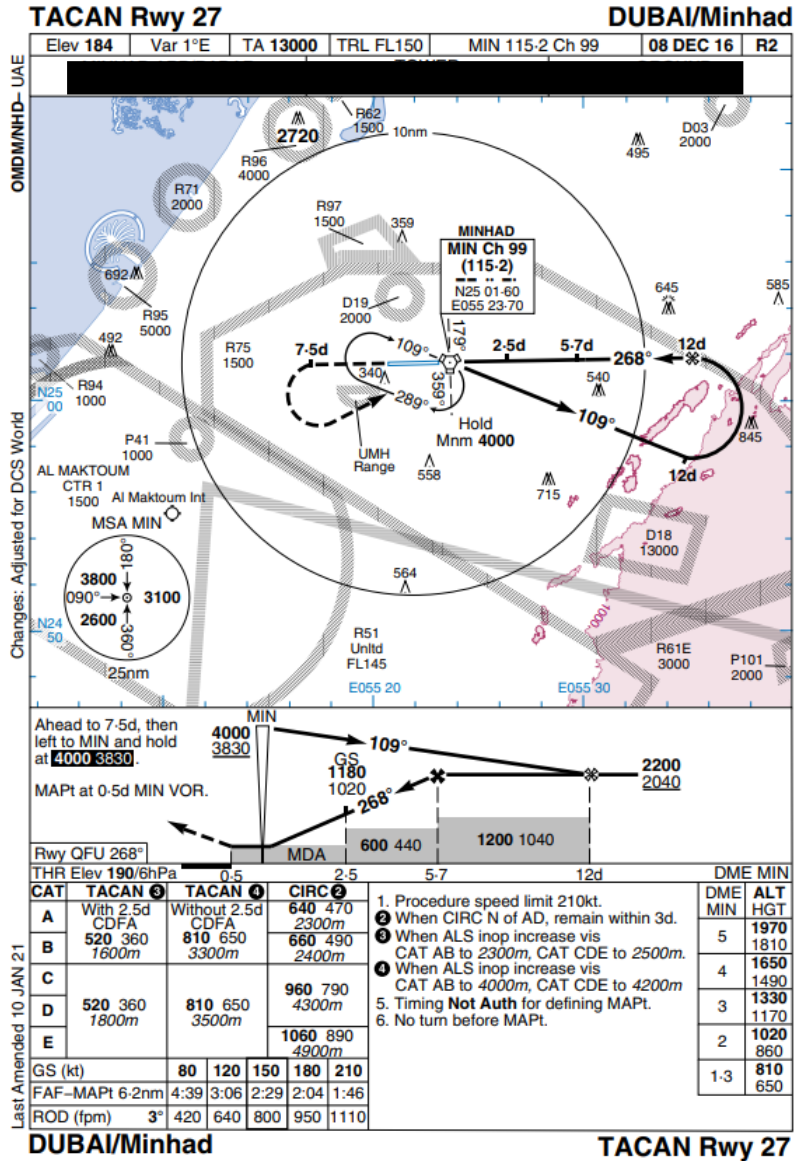 TACAN Rwy 27
DUBAI/Minhad
Elev 184 Var 1°E TA 13000 TRL FL150 MIN 115·2 Ch 99 08 DEC 16 R2
OMDM/NHD– UAE
R62
1500
10nm
D03
2000
2720
495
R96
4000
R71
2000
R97
1500
359
MINHAD
MIN Ch 99
(115·2)
N25 01·60
E055 23·70
692
R95
5000
D19
2000
645
585
179°
492
R75
1500
7·5d
109°
2·5d
5·7d
268°
12d
R94
1000
340
359°
289°
540
N25
00
109°
845
Hold
Mnm 4000
P41
1000
UMH
Range
558
12d
715
AL MAKTOUM
CTR 1
1500
Al Maktoum Int
MSA MIN
180°
3800
090°
3100
2600
360°
25nm
D18
13000
564
1000
N24
50
R51
Unltd
FL145
R61E
3000
P101
2000
E055 20
E055 30
Changes: Adjusted for DCS World
Ahead to 7·5d, then
left to MIN and hold
at 4000 3830.
MAPt at 0·5d MIN VOR.
MIN
4000
3830
109°
GS
1180
1020
268°
2200
2040
600 440
1200 1040
MDA
Rwy QFU 268°
THR Elev 190/6hPa
0·5 2·5 5·7 12d
DME MIN
CAT TACAN 3 TACAN 4 CIRC 2
A
B
C
D
E
With 2.5d
CDFA
520 360
1600m
Without 2.5d
CDFA
810 650
3300m
640 470
2300m
660 490
2400m
520 360
1800m
810 650
3500m
960 790
4300m
1060 890
4900m
GS (kt) 80 120 150 180 210
FAF–MAPt 6·2nm 4:39 3:06 2:29 2:04 1:46
ROD (fpm) 3° 420 640 800 950 1110
1. Procedure speed limit 210kt.
2 When CIRC N of AD, remain within 3d.
3 When ALS inop increase vis
CAT AB to 2300m, CAT CDE to 2500m.
4 When ALS inop increase vis
CAT AB to 4000m, CAT CDE to 4200m
5. Timing Not Auth for defining MAPt.
6. No turn before MAPt.
DME
MIN
ALT
HGT
5 1970
1810
4 1650
1490
3 1330
1170
2 1020
860
1·3 810
650
Last Amended 10 JAN 21
DUBAI/Minhad
TACAN Rwy 27